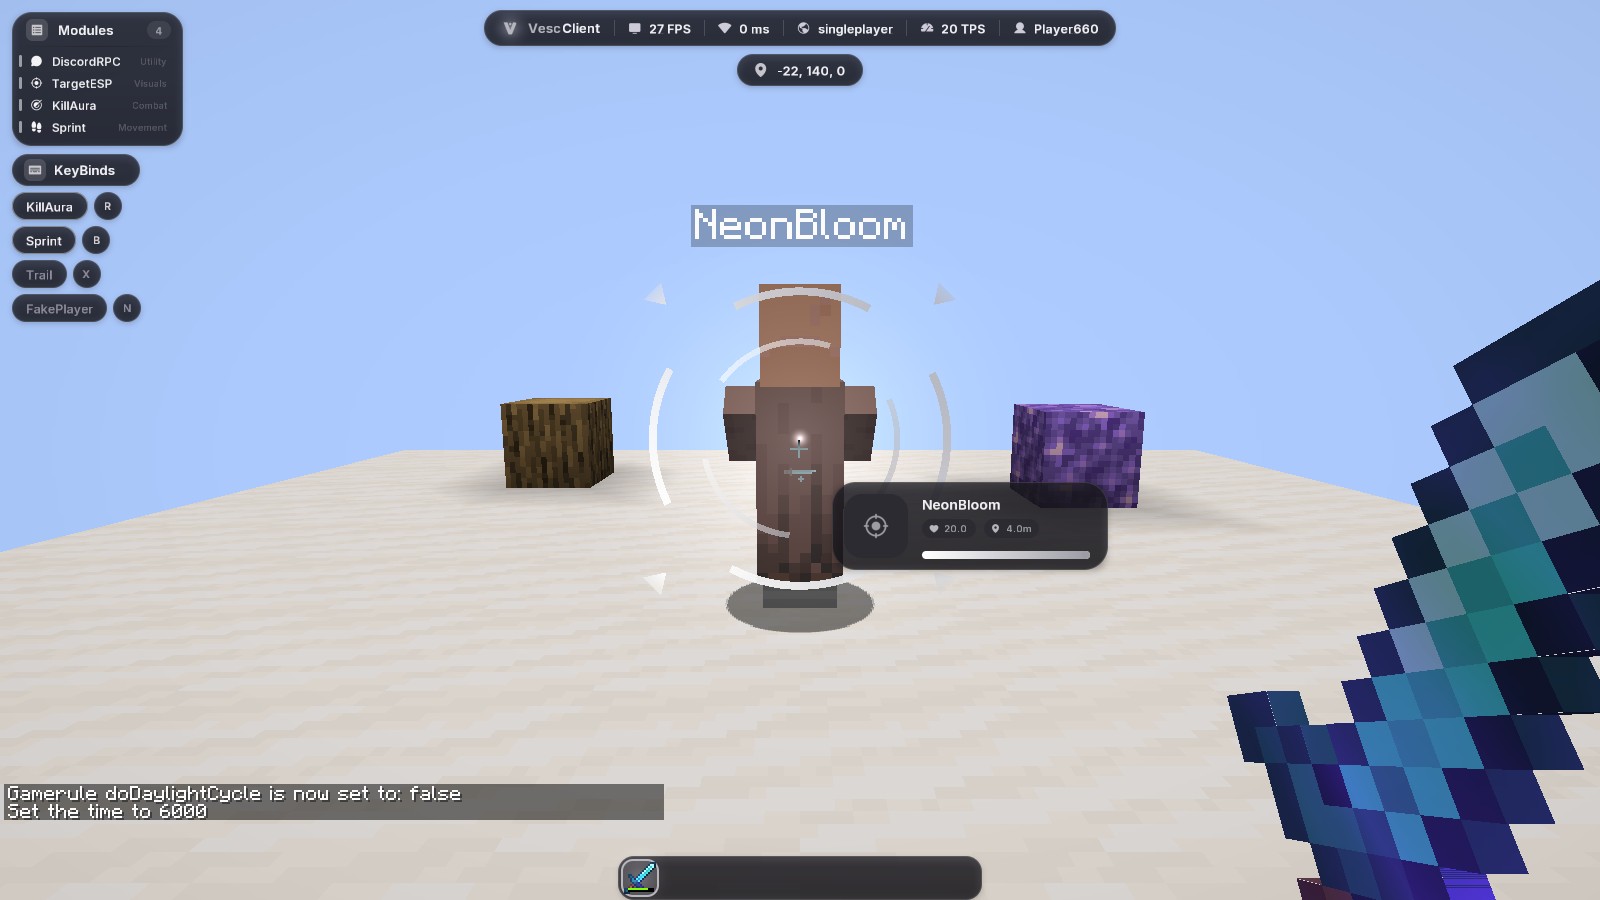 Modules 4
DiscordRPC Utility
TargetESP Visuals
KillAura Combat
Sprint Movement
KeyBinds
KillAura R
Sprint B
Trail X
FakePlayer N
VescClient 27 FPS 0 ms singleplayer 20 TPS Player660
-22, 140, 0
NeonBloom
NeonBloom
20.0 4.0m
Gamerule doDaylightCycle is now set to: false
Set the time to 6000